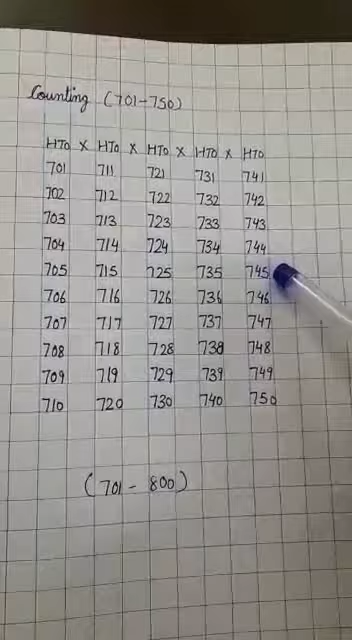 Counting (701-750)
HTO × HTO × HTO × HTO × HTO
701 711 721 731 741
702 712 722 732 742
703 713 723 733 743
704 714 724 734 744
705 715 725 735 745
706 716 726 736 746
707 717 727 737 747
708 718 728 738 748
709 719 729 739 749
710 720 730 740 750
(701 - 800)